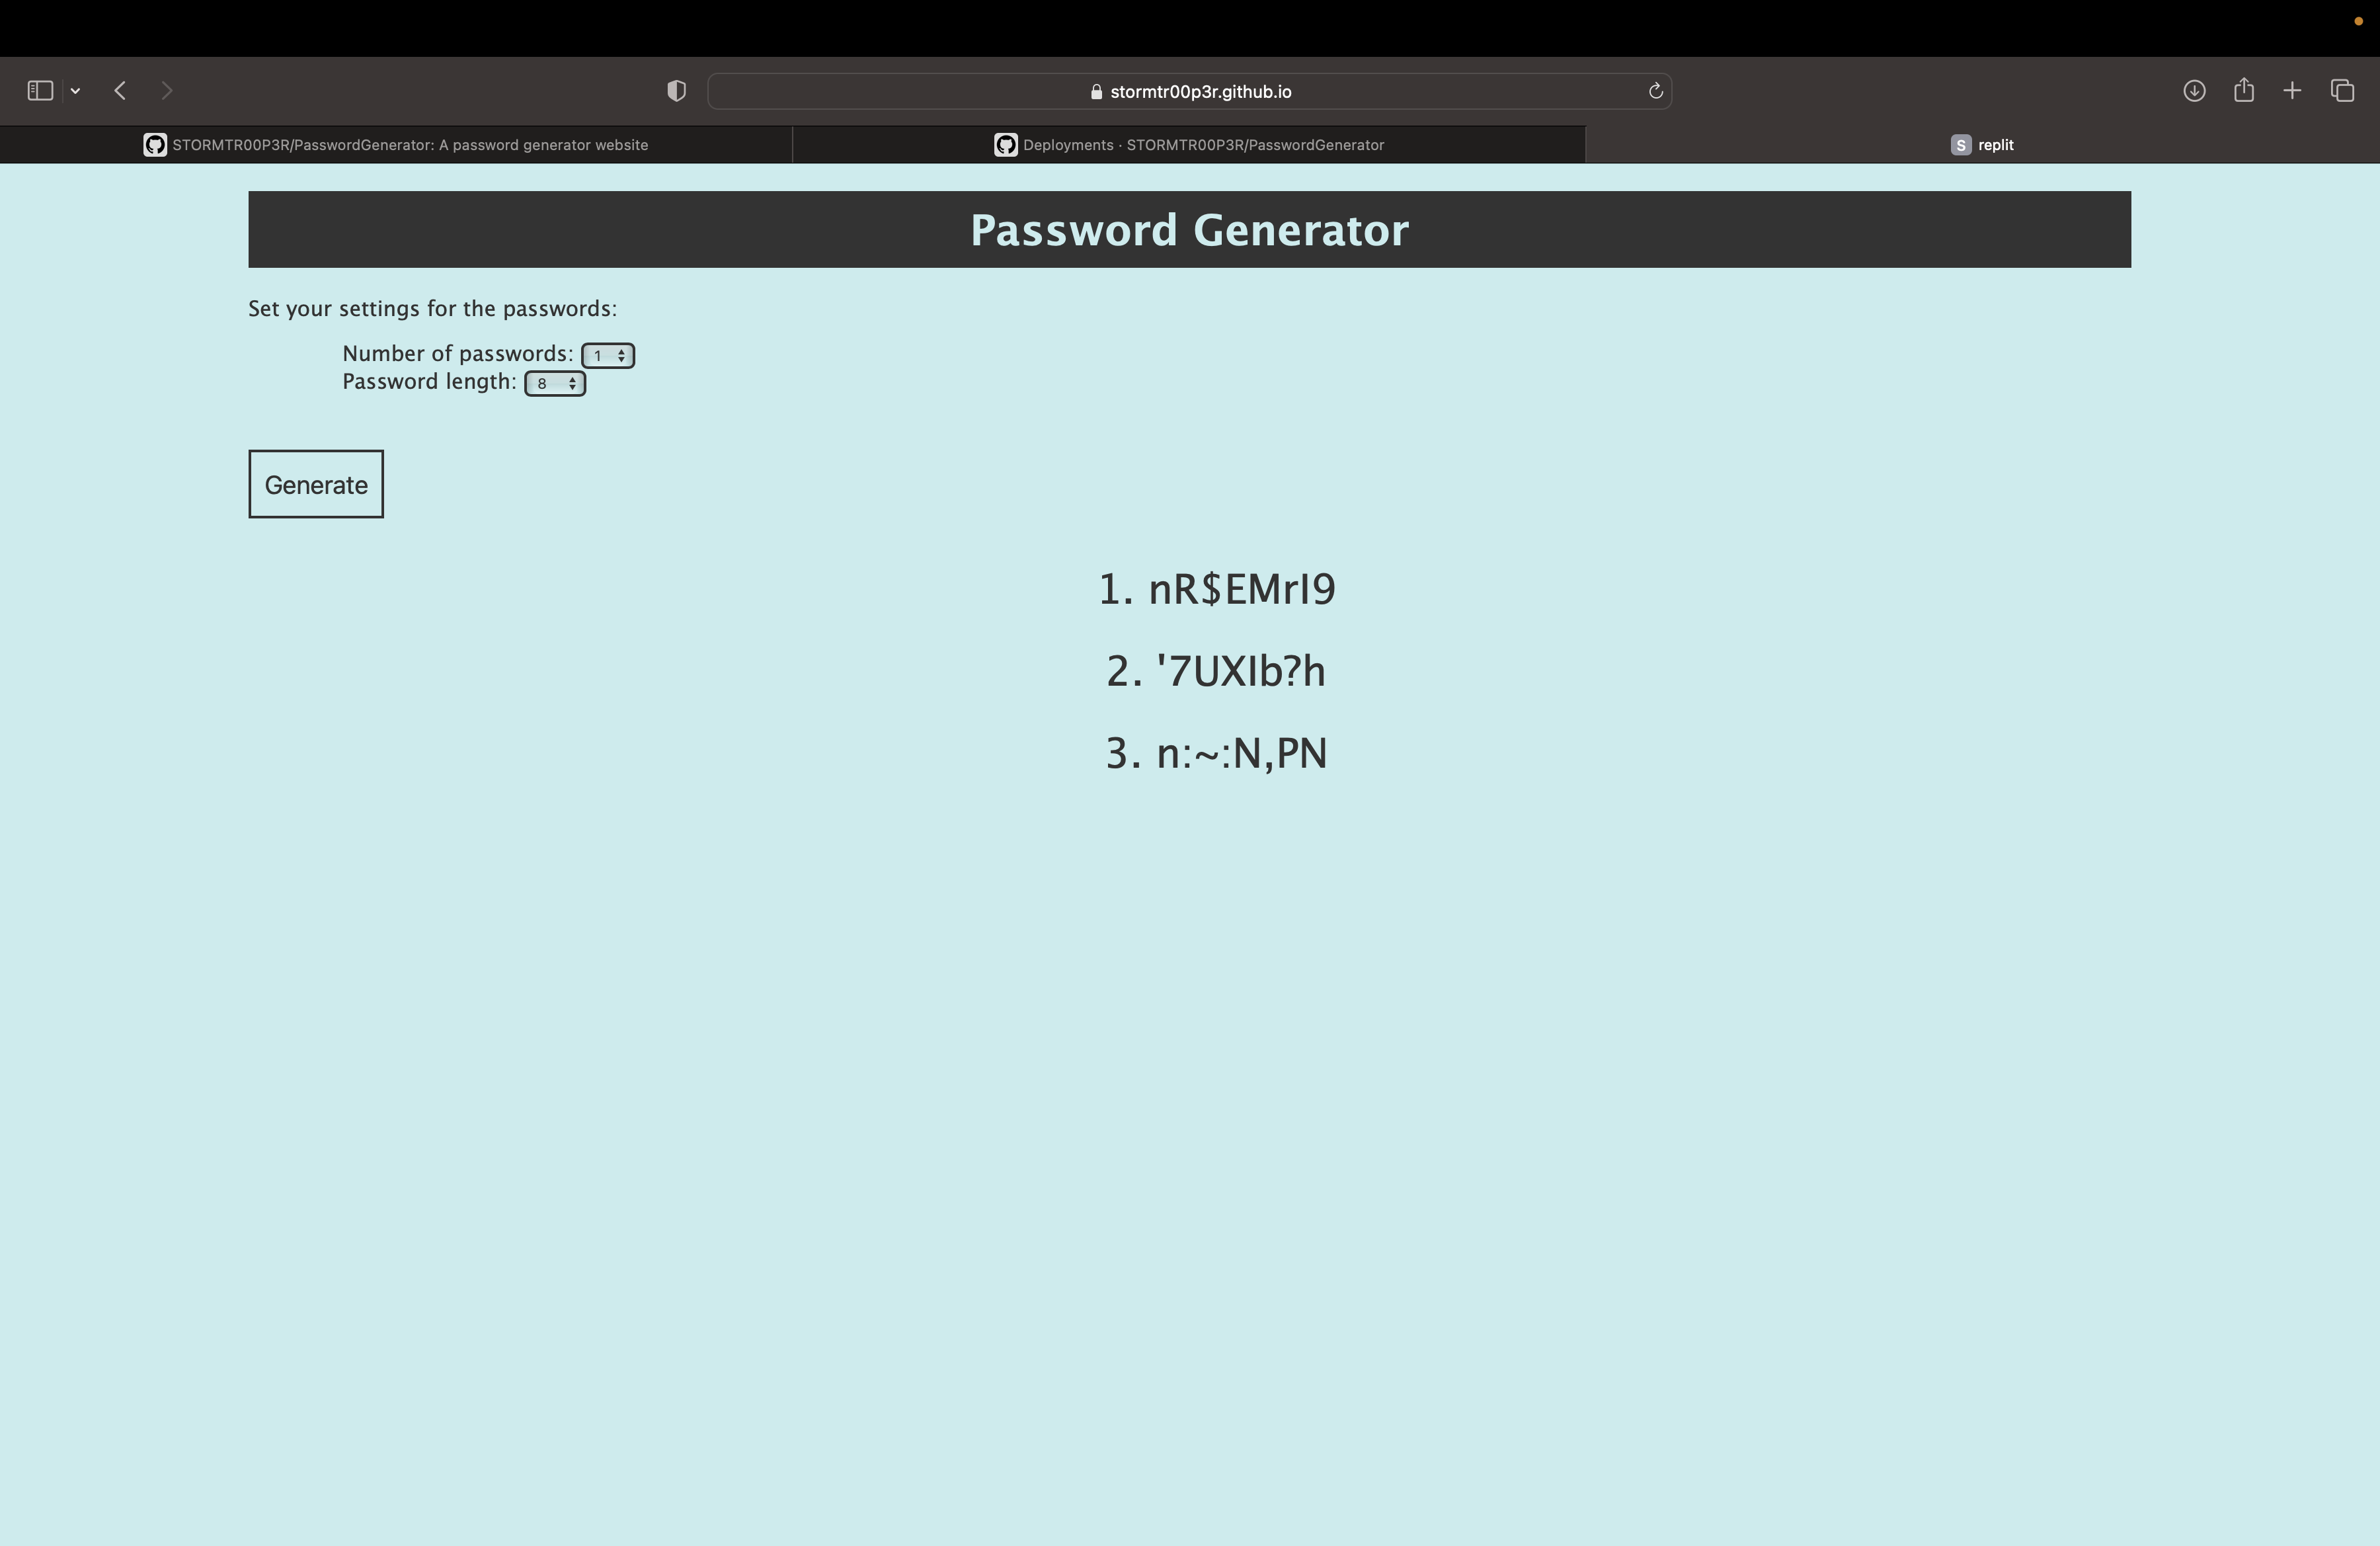 stormtr00p3r.github.io
STORMTR00P3R/PasswordGenerator: A password generator website
Deployments · STORMTR00P3R/PasswordGenerator
S replit
Password Generator
Set your settings for the passwords:
Number of passwords: 1
Password length: 8
Generate
1. nR$EMrI9
2. '7UXIb?h
3. n:~:N,PN